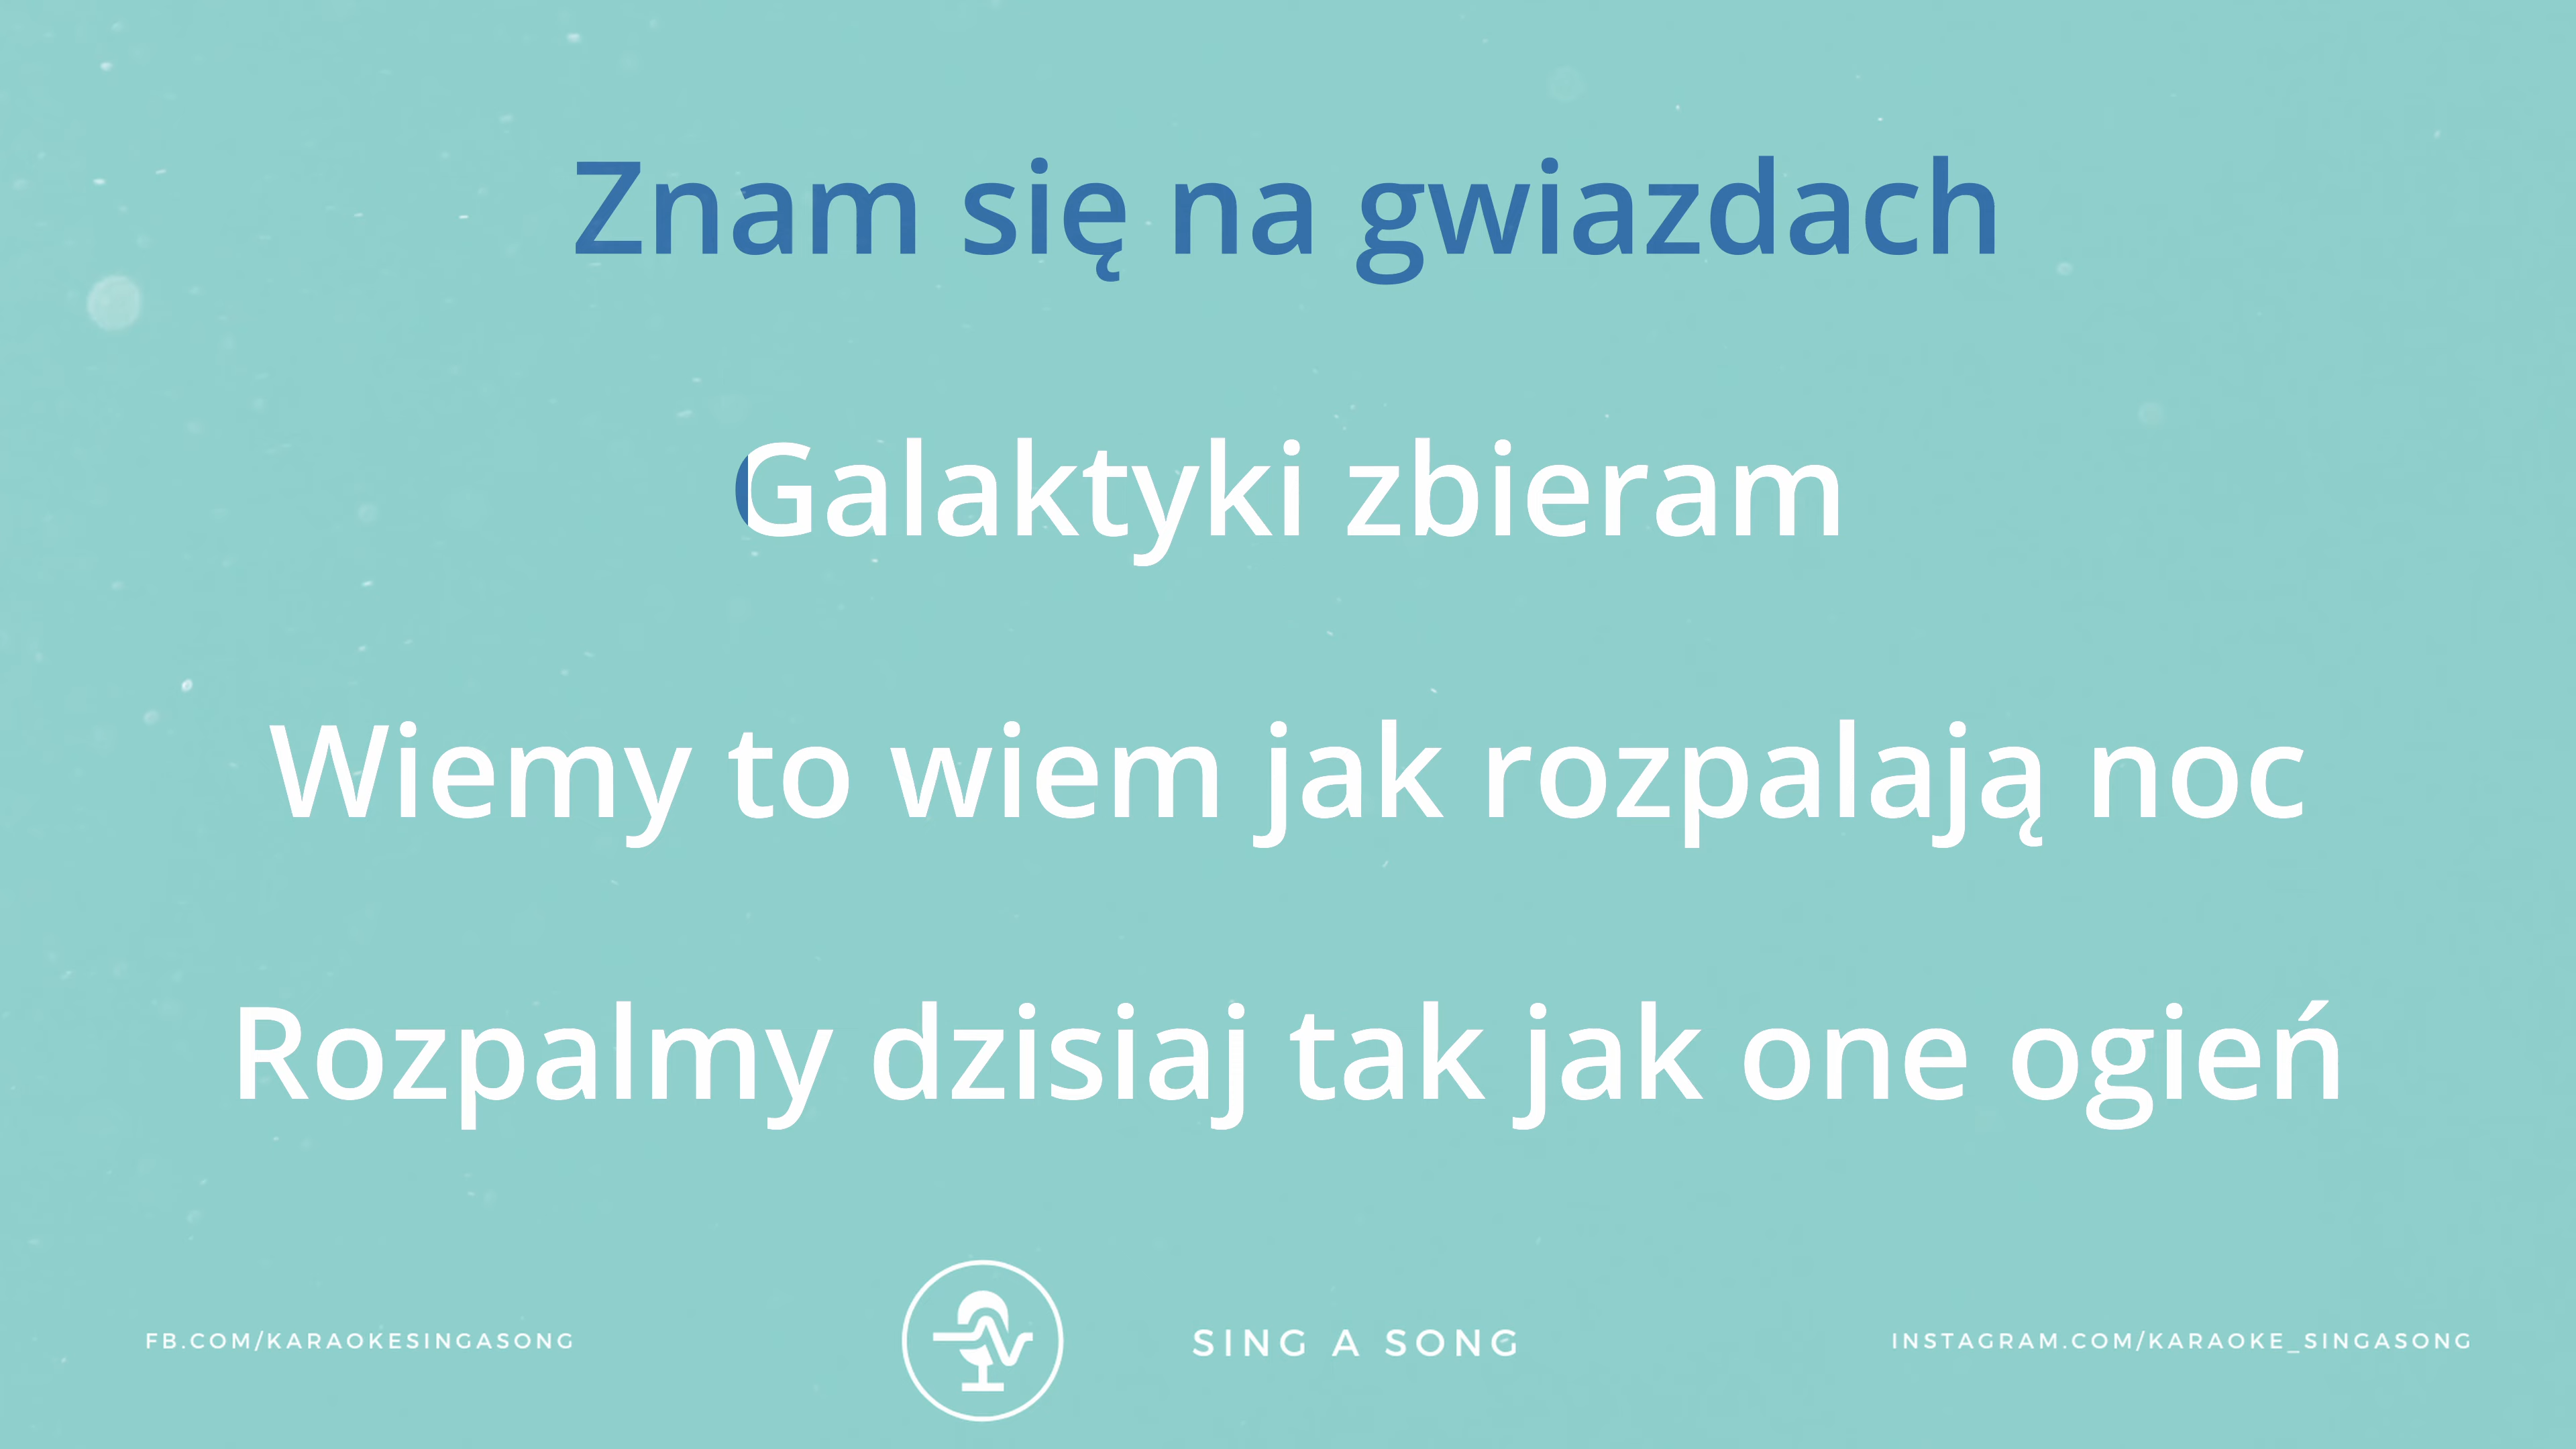 Znam się na gwiazdach
Galaktyki zbieram
Wiemy to wiem jak rozpalają noc
Rozpalmy dzisiaj tak jak one ogień
FB.COM/KARAOKESINGASONG
SING A SONG
INSTAGRAM.COM/KARAOKE_SINGASONG